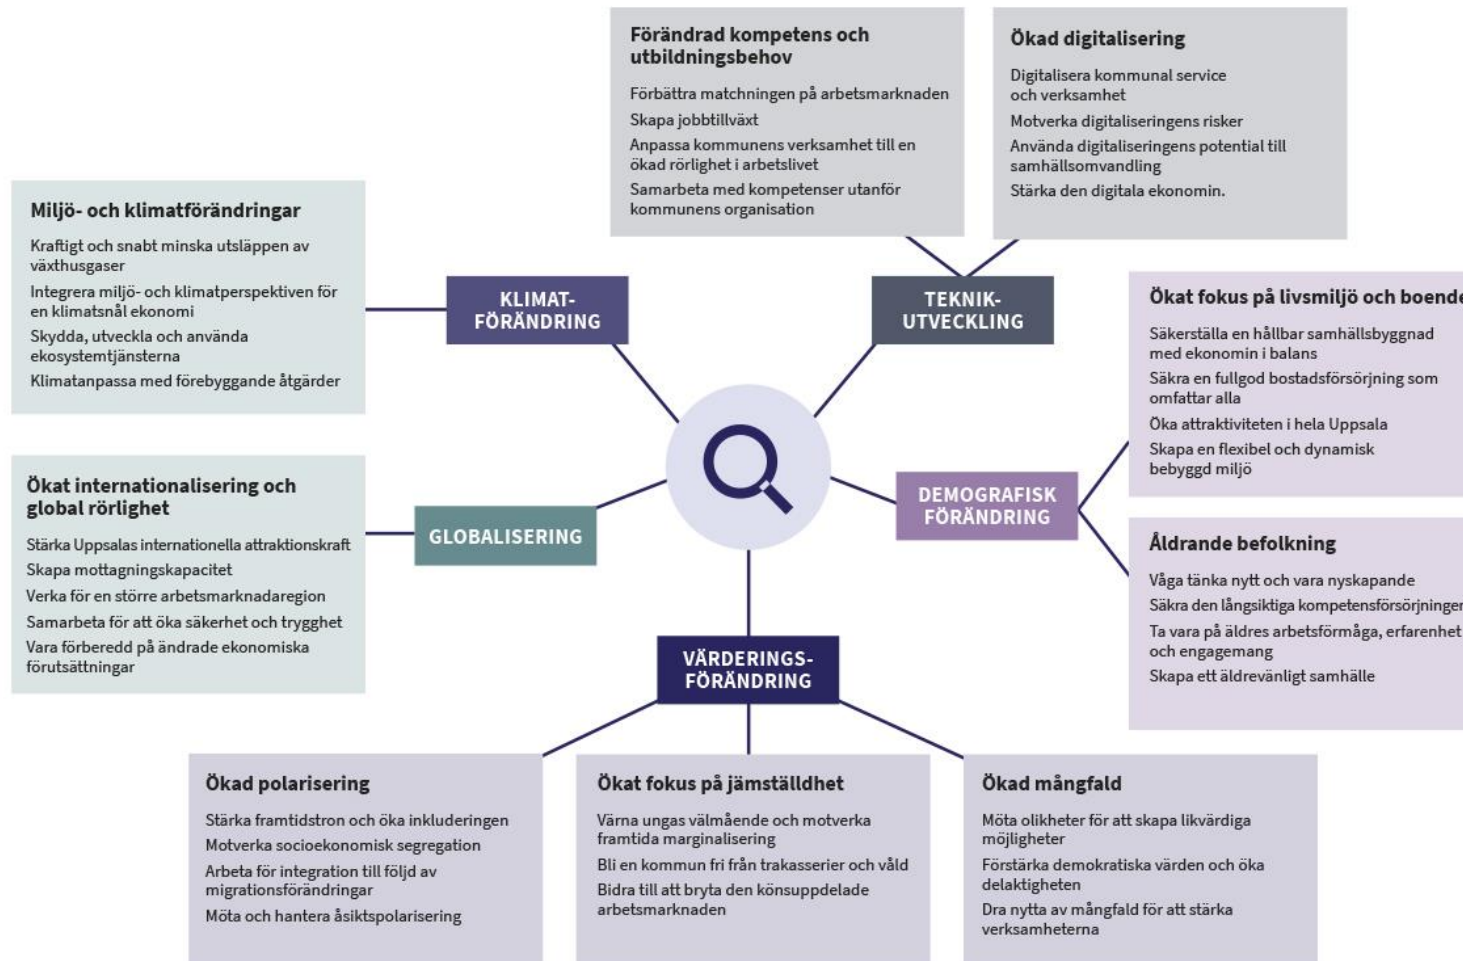 Förändrad kompetens och
utbildningsbehov
Förbättra matchningen på arbetsmarknaden
Skapa jobbtillväxt
Anpassa kommunens verksamhet till en
ökad rörlighet i arbetslivet
Samarbeta med kompetenser utanför
kommunens organisation
Ökad digitalisering
Digitalisera kommunal service
och verksamhet
Motverka digitaliseringens risker
Använda digitaliseringens potential till
samhällsomvandling
Stärka den digitala ekonomin.
Miljö- och klimatförändringar
Kraftigt och snabt minska utsläppen av
växthusgaser
Integrera miljö- och klimatperspektiven för
en klimatsnål ekonomi
Skydda, utveckla och använda
ekosystemtjänsterna
Klimatanpassa med förebyggande åtgärder
KLIMAT-
FÖRÄNDRING
TEKNIK-
UTVECKLING
Ökat fokus på livsmiljö och boende
Säkerställa en hållbar samhällsbyggnad
med ekonomin i balans
Säkra en fullgod bostadsförsörjning som
omfattar alla
Öka attraktiviteten i hela Uppsala
Skapa en flexibel och dynamisk
bebyggd miljö
Ökat internationalisering och
global rörlighet
Stärka Uppsalas internationella attraktionskraft
Skapa mottagningskapacitet
Verka för en större arbetsmarknadaregion
Samarbeta för att öka säkerhet och trygghet
Vara förberedd på ändrade ekonomiska
förutsättningar
GLOBALISERING
DEMOGRAFISK
FÖRÄNDRING
Åldrande befolkning
Våga tänka nytt och vara nyskapande
Säkra den långsiktiga kompetensförsörjningen
Ta vara på äldres arbetsförmåga, erfarenhet
och engagemang
Skapa ett äldrevänligt samhälle
VÄRDERINGS-
FÖRÄNDRING
Ökad polarisering
Stärka framtidstron och öka inkluderingen
Motverka socioekonomisk segregation
Arbeta för integration till följd av
migrationsförändringar
Möta och hantera åsiktspolarisering
Ökat fokus på jämställdhet
Värna ungas välmående och motverka
framtida marginalisering
Bli en kommun fri från trakasserier och våld
Bidra till att bryta den könsuppdelade
arbetsmarknaden
Ökad mångfald
Möta olikheter för att skapa likvärdiga
möjligheter
Förstärka demokratiska värden och öka
delaktigheten
Dra nytta av mångfald för att stärka
verksamheterna